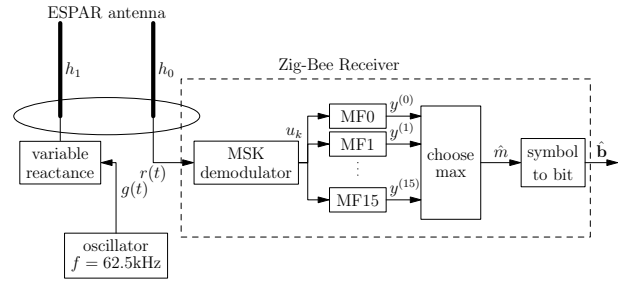 ESPAR antenna
Zig-Bee Receiver
h₁
h₀
variable
reactance
g(t)
r(t)
oscillator
f = 62.5kHz
MSK
demodulator
u_k
MF0
MF1
⋮
MF15
y⁽⁰⁾
y⁽¹⁾
y⁽¹⁵⁾
choose
max
m̂
symbol
to bit
b̂